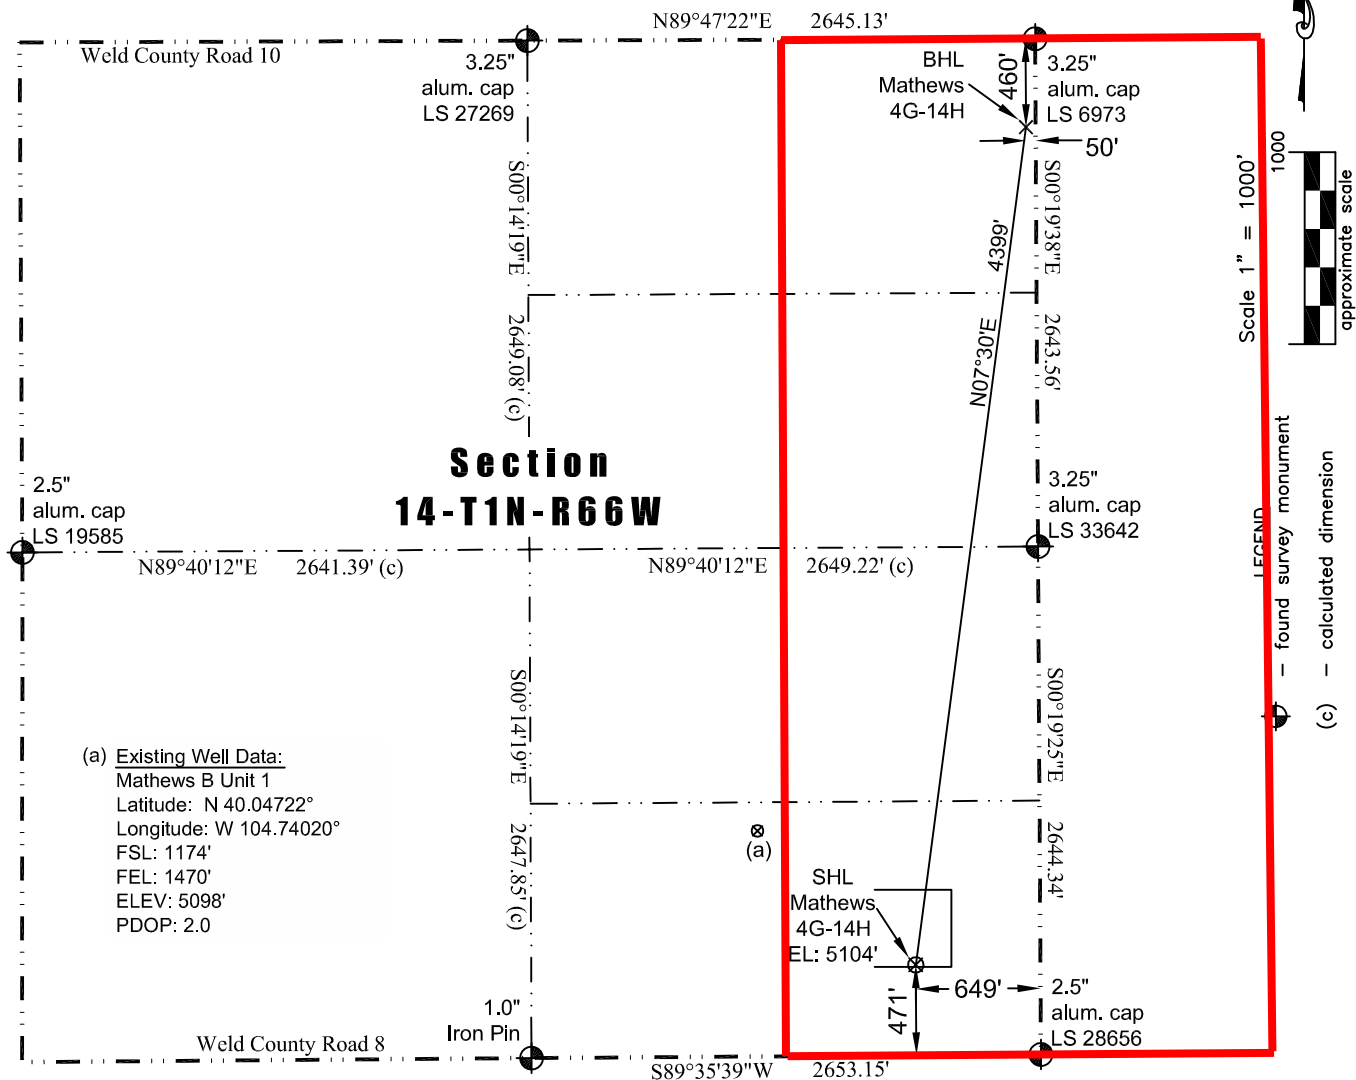 N89°47'22"E 2645.13'
Weld County Road 10
3.25"
alum. cap
LS 27269
BHL
Mathews
4G-14H
460'
3.25"
alum. cap
LS 6973
50'
S00°14'19"E 2649.08' (c)
S00°19'38"E 2643.56'
N07°30'E 4399'
Scale 1" = 1000'
1000
approximate scale
Section
14-T1N-R66W
2.5"
alum. cap
LS 19585
3.25"
alum. cap
LS 33642
N89°40'12"E 2641.39' (c)
N89°40'12"E 2649.22' (c)
LEGEND
- found survey monument
(c) - calculated dimension
S00°14'19"E 2647.85' (c)
S00°19'25"E 2644.34'
(a) Existing Well Data:
Mathews B Unit 1
Latitude: N 40.04722°
Longitude: W 104.74020°
FSL: 1174'
FEL: 1470'
ELEV: 5098'
PDOP: 2.0
(a)
SHL
Mathews
4G-14H
EL: 5104'
649'
471'
2.5"
alum. cap
LS 28656
1.0"
Iron Pin
Weld County Road 8
S89°35'39"W 2653.15'